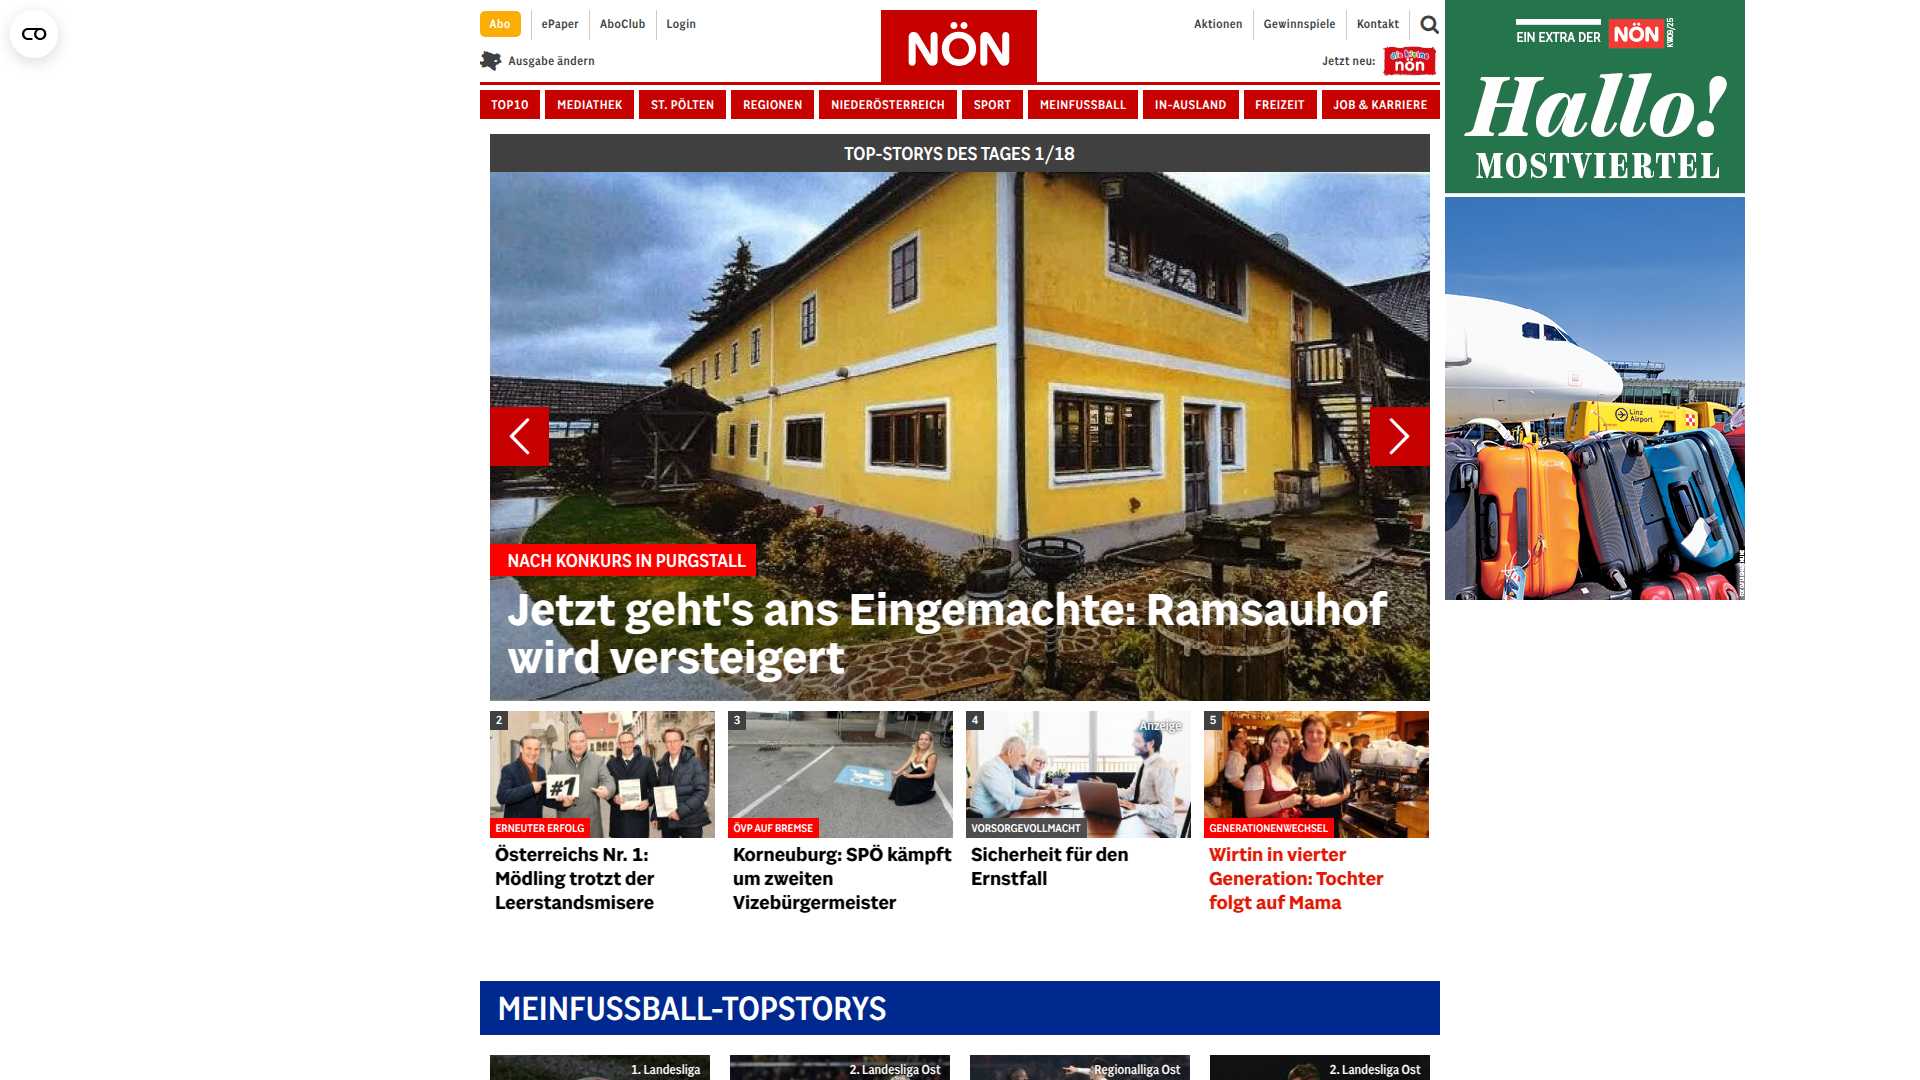 Abo
ePaper
AboClub
Login
NÖN
Aktionen
Gewinnspiele
Kontakt
Ausgabe ändern
Jetzt neu:
die kleine
nön
TOP10
MEDIATHEK
ST. PÖLTEN
REGIONEN
NIEDERÖSTERREICH
SPORT
MEINFUSSBALL
IN-AUSLAND
FREIZEIT
JOB & KARRIERE
EIN EXTRA DER
NÖN
KW09/25
Hallo!
MOSTVIERTEL
Linz
Airport
TOP-STORYS DES TAGES 1/18
NACH KONKURS IN PURGSTALL
Jetzt geht's ans Eingemachte: Ramsauhof
wird versteigert
2
#1
ERNEUTER ERFOLG
Österreichs Nr. 1:
Mödling trotzt der
Leerstandsmisere
3
ÖVP AUF BREMSE
Korneuburg: SPÖ kämpft
um zweiten
Vizebürgermeister
4
Anzeige
VORSORGEVOLLMACHT
Sicherheit für den
Ernstfall
5
GENERATIONENWECHSEL
Wirtin in vierter
Generation: Tochter
folgt auf Mama
MEINFUSSBALL-TOPSTORYS
1. Landesliga
2. Landesliga Ost
Regionalliga Ost
2. Landesliga Ost